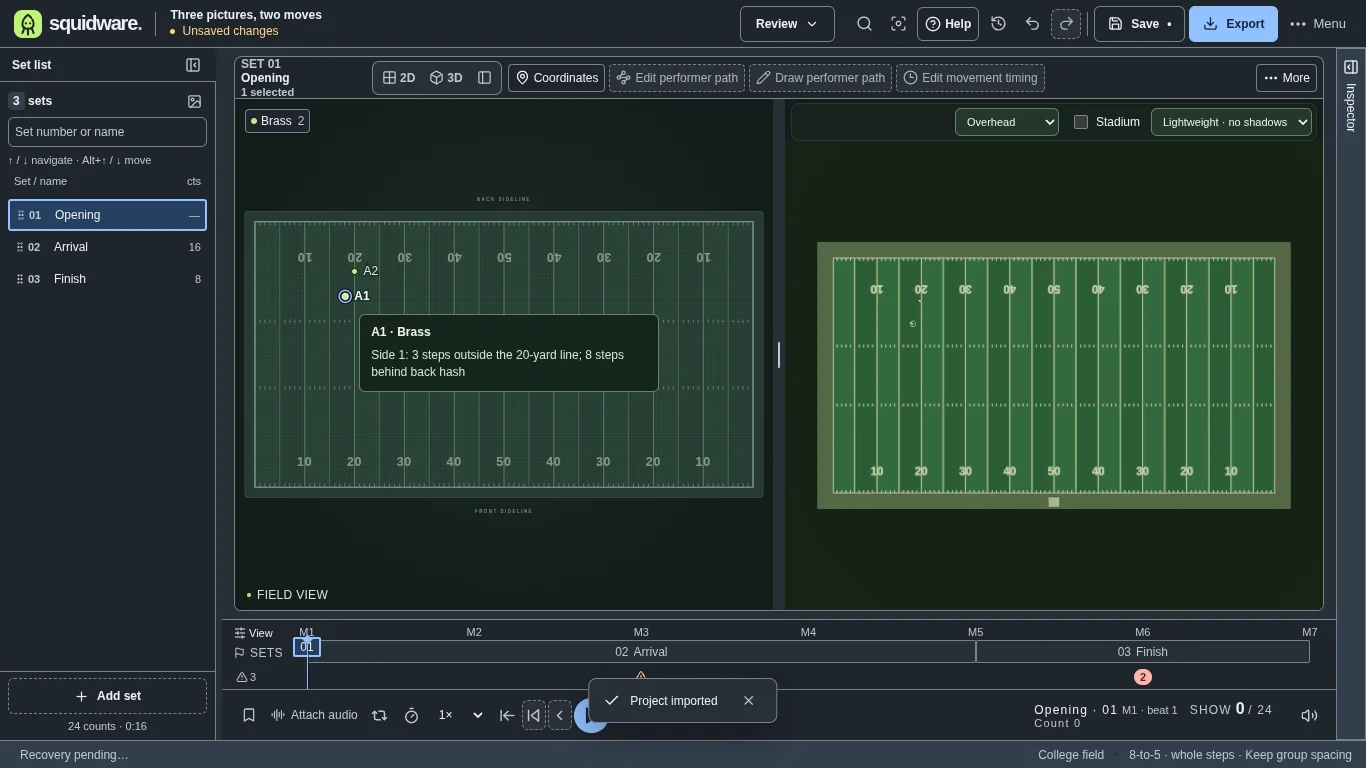 squidware.
Three pictures, two moves
Unsaved changes
Review
Help
Save •
Export
Menu
Set list
3 sets
Set number or name
↑ / ↓ navigate · Alt+↑ / ↓ move
Set / name cts
01 Opening —
02 Arrival 16
03 Finish 8
Add set
24 counts · 0:16
SET 01
Opening
1 selected
2D
3D
Coordinates
Edit performer path
Draw performer path
Edit movement timing
More
Brass 2
BACK SIDELINE
10 20 30 40 50 40 30 20 10
A2
A1
A1 · Brass
Side 1: 3 steps outside the 20-yard line; 8 steps
behind back hash
10 20 30 40 50 40 30 20 10
FRONT SIDELINE
FIELD VIEW
Overhead
Stadium
Lightweight · no shadows
10 20 30 40 50 40 30 20 10
10 20 30 40 50 40 30 20 10
Inspector
View
M1 M2 M3 M4 M5 M6 M7
SETS
01
02 Arrival
03 Finish
3
2
Attach audio
1×
Project imported
Opening · 01 M1 · beat 1 SHOW 0 / 24
Count 0
Recovery pending…
College field
8-to-5 · whole steps · Keep group spacing